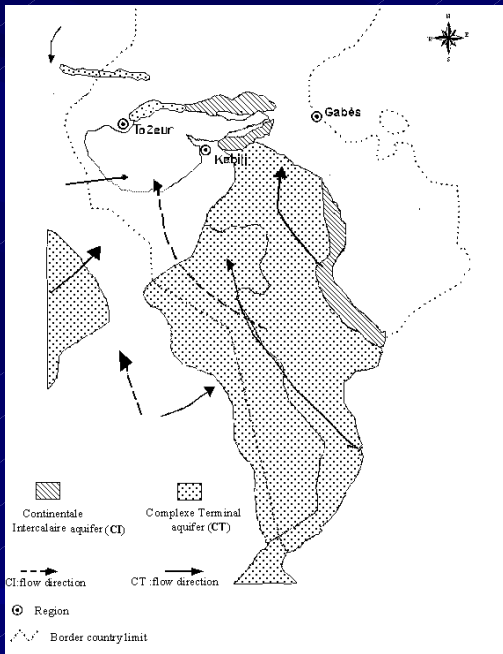 N
W E
S
Gabès
Tozeur
Kebili
Continentale
Intercalaire aquifer (CI)
Complexe Terminal
aquifer (CT)
CI:flow direction
CT :flow direction
Region
Border country limit